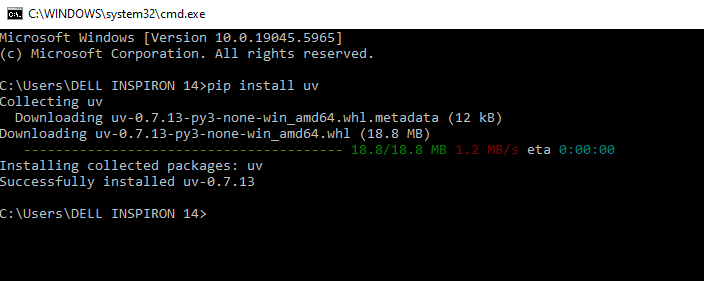 C:\WINDOWS\system32\cmd.exe
Microsoft Windows [Version 10.0.19045.5965]
(c) Microsoft Corporation. All rights reserved.
C:\Users\DELL INSPIRON 14>pip install uv
Collecting uv
  Downloading uv-0.7.13-py3-none-win_amd64.whl.metadata (12 kB)
Downloading uv-0.7.13-py3-none-win_amd64.whl (18.8 MB)
   ---------------------------------------- 18.8/18.8 MB 1.2 MB/s eta 0:00:00
Installing collected packages: uv
Successfully installed uv-0.7.13
C:\Users\DELL INSPIRON 14>